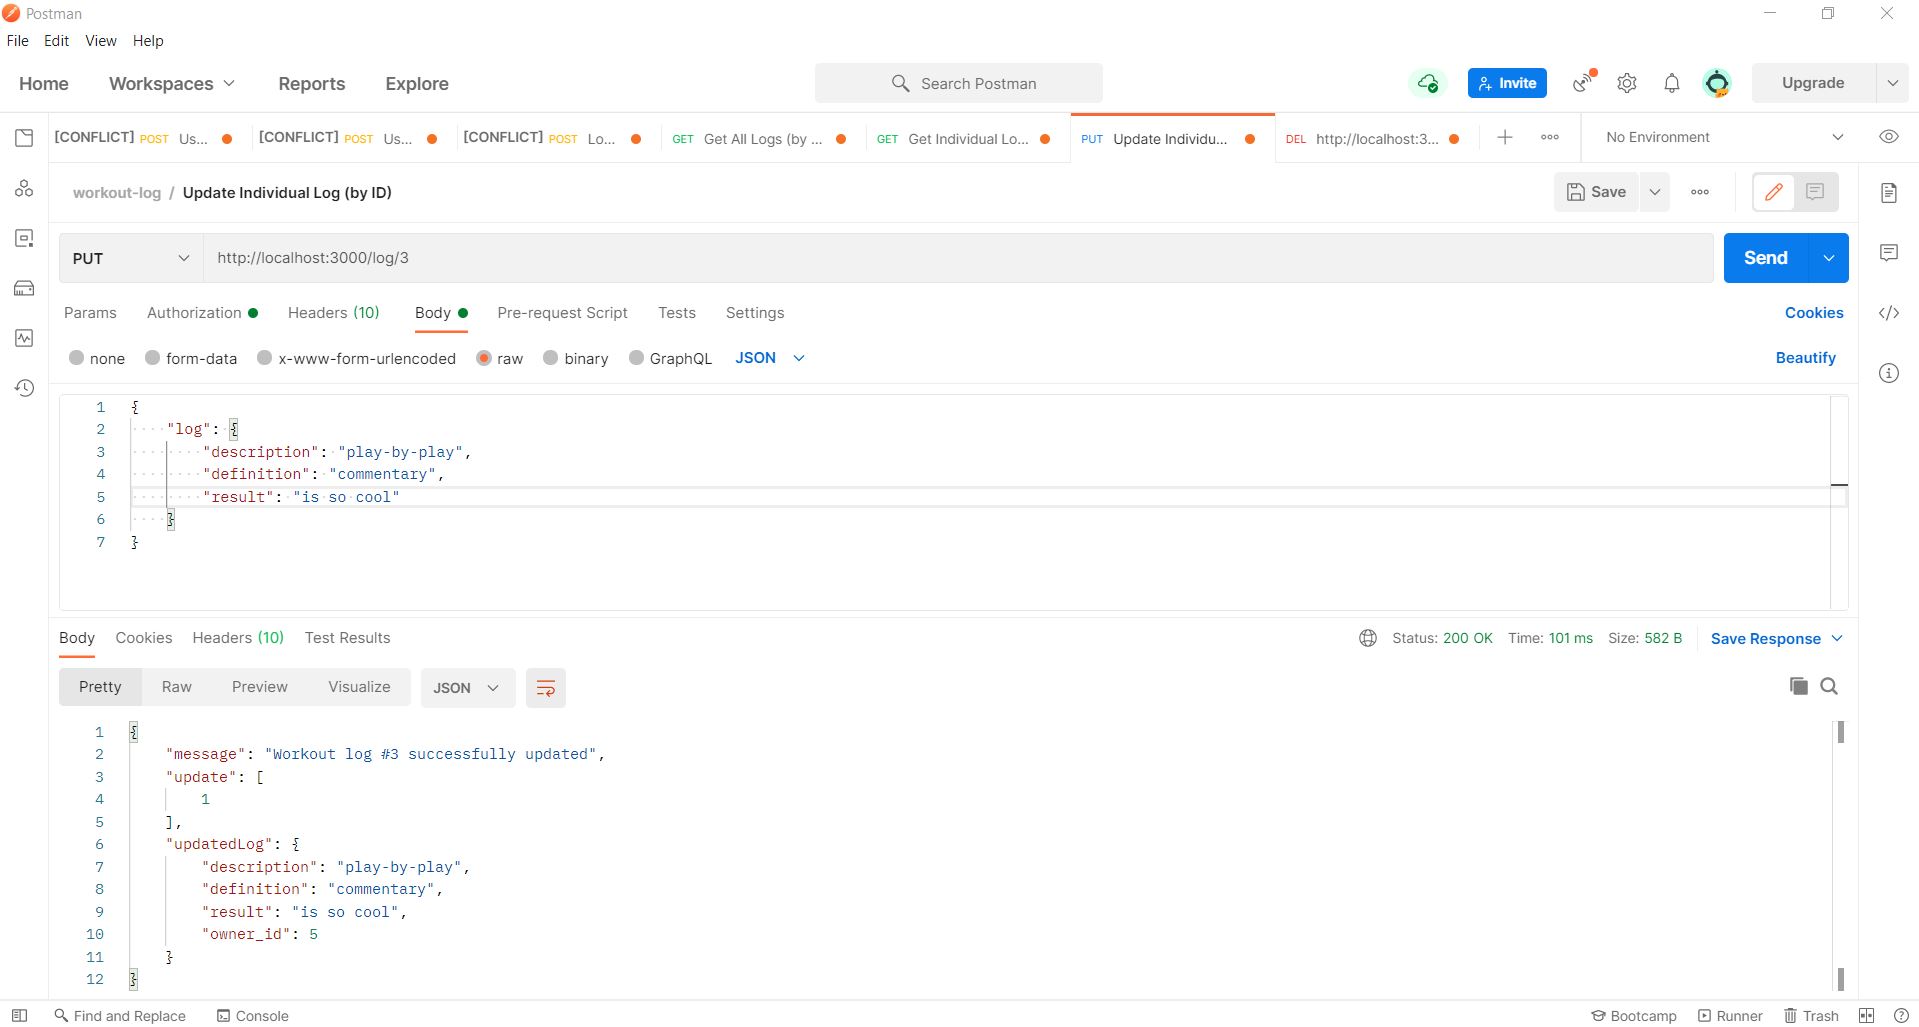 Postman
File Edit View Help
Home Workspaces Reports Explore Search Postman Invite Upgrade
[CONFLICT] POST Us... [CONFLICT] POST Us... [CONFLICT] POST Lo... GET Get All Logs (by ... GET Get Individual Lo... PUT Update Individu... DEL http://localhost:3... No Environment
workout-log / Update Individual Log (by ID) Save
PUT http://localhost:3000/log/3 Send
Params Authorization Headers (10) Body Pre-request Script Tests Settings Cookies
none form-data x-www-form-urlencoded raw binary GraphQL JSON Beautify
1 {
2 "log": {
3 "description": "play-by-play",
4 "definition": "commentary",
5 "result": "is so cool"
6 }
7 }
Body Cookies Headers (10) Test Results Status: 200 OK Time: 101 ms Size: 582 B Save Response
Pretty Raw Preview Visualize JSON
1 {
2 "message": "Workout log #3 successfully updated",
3 "update": [
4 1
5 ],
6 "updatedLog": {
7 "description": "play-by-play",
8 "definition": "commentary",
9 "result": "is so cool",
10 "owner_id": 5
11 }
12 }
Find and Replace Console Bootcamp Runner Trash